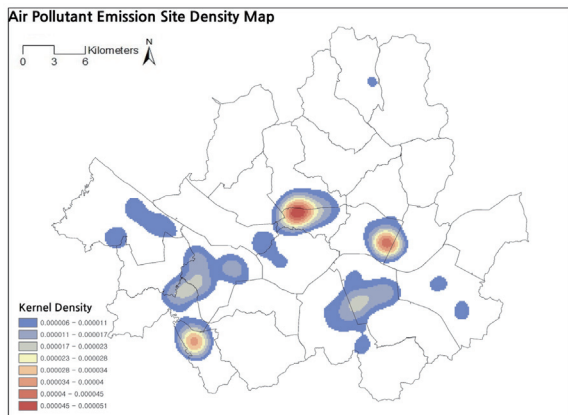 Air Pollutant Emission Site Density Map
Kilometers
0 3 6
N
Kernel Density
0.000006 - 0.000011
0.000011 - 0.000017
0.000017 - 0.000023
0.000023 - 0.000028
0.000028 - 0.000034
0.000034 - 0.00004
0.00004 - 0.000045
0.000045 - 0.000051